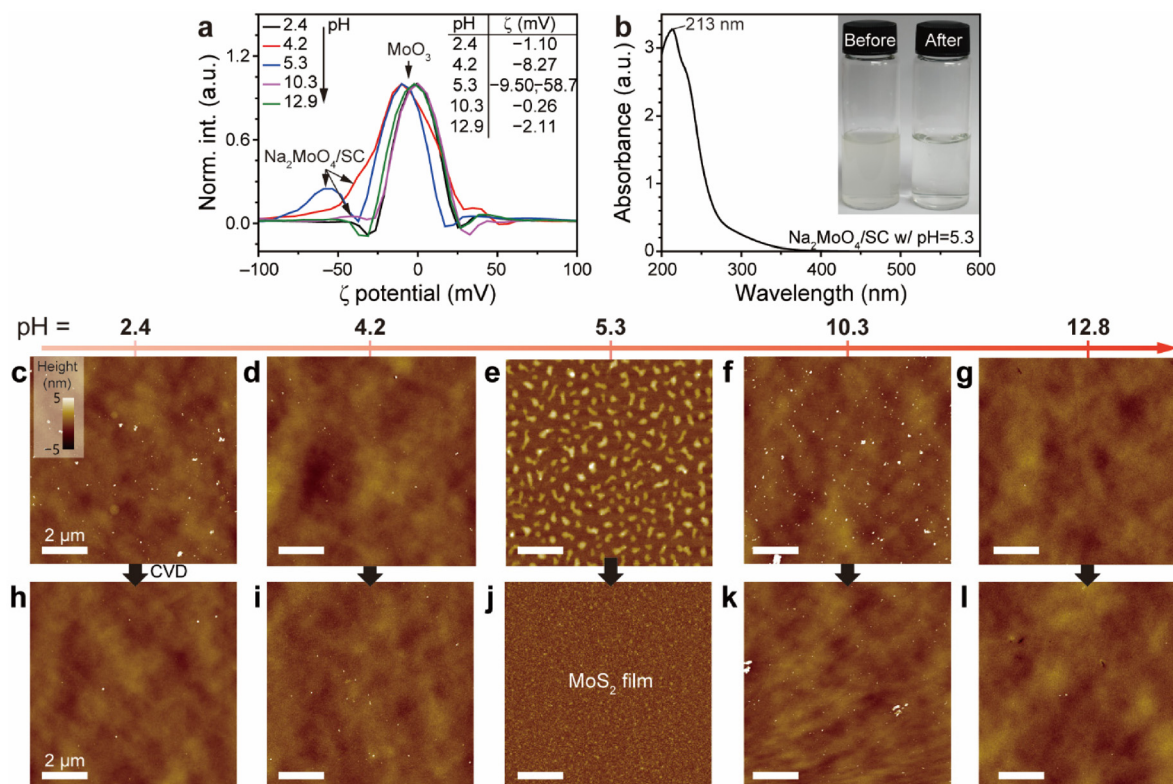 a
2.4
4.2
5.3
10.3
12.9
pH
MoO₃
Na₂MoO₄/SC
pH ζ (mV)
2.4 −1.10
4.2 −8.27
5.3 −9.50,−58.7
10.3 −0.26
12.9 −2.11
Norm. int. (a.u.)
1.2
0.6
0.0
−100 −50 0 50 100
ζ potential (mV)
b
213 nm
Before After
Na₂MoO₄/SC w/ pH=5.3
Absorbance (a.u.)
3
2
1
0
200 300 400 500 600
Wavelength (nm)
pH = 2.4 4.2 5.3 10.3 12.8
c d e f g
Height
(nm)
5
−5
2 μm
CVD
h i j k l
MoS₂ film
2 μm